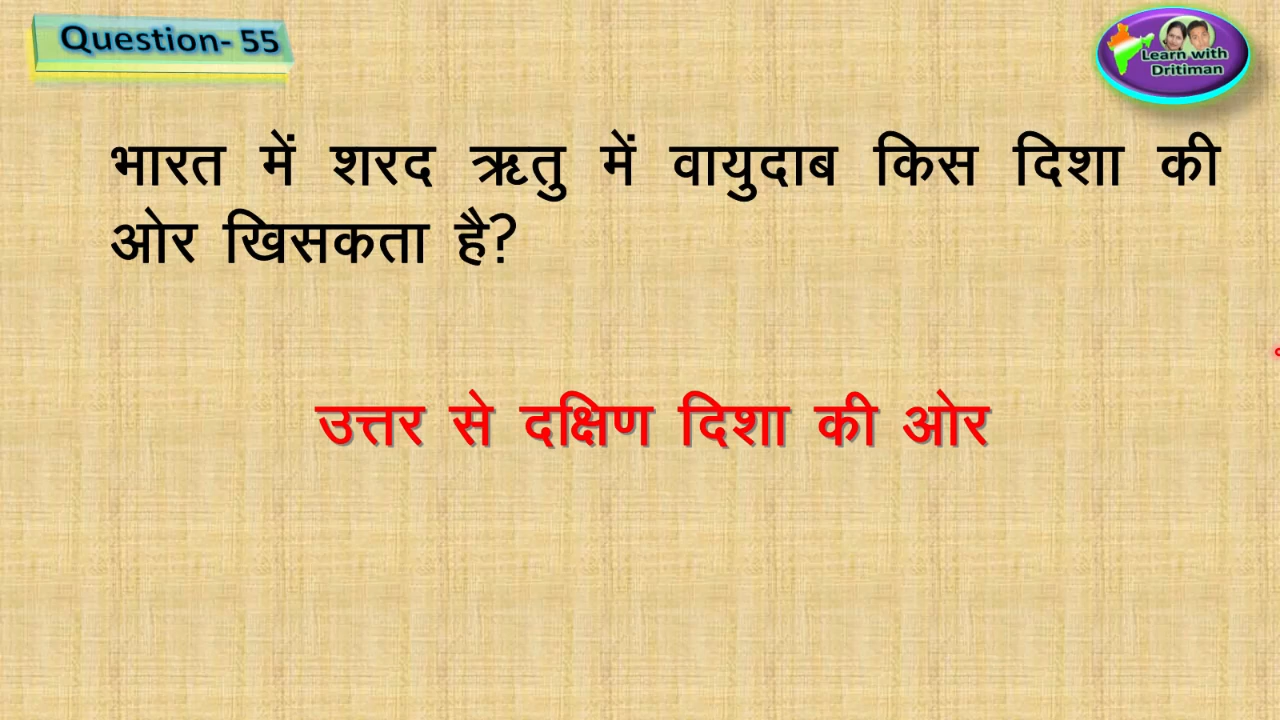 Question- 55
Learn with
Dritiman
भारत में शरद ऋतु में वायुदाब किस दिशा की
ओर खिसकता है?
उत्तर से दक्षिण दिशा की ओर